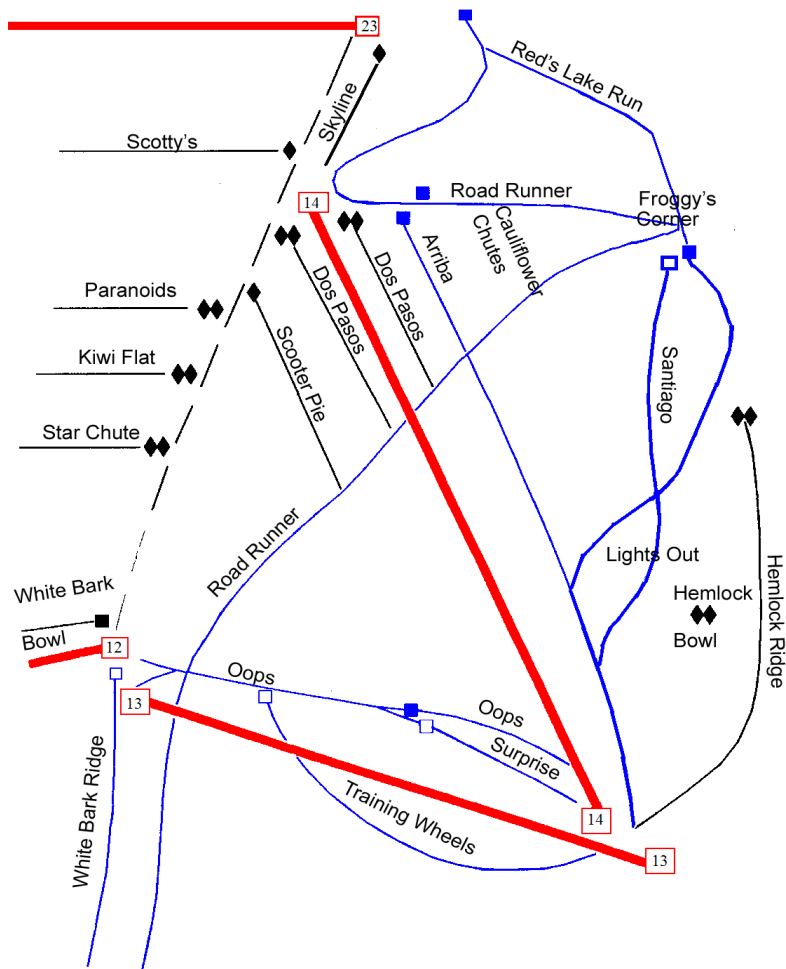 23
Red's Lake Run
Skyline
Scotty's
14
Road Runner
Froggy's
Corner
Cauliflower
Chutes
Arriba
Dos Pasos
Dos Pasos
Paranoids
Scooter Pie
Kiwi Flat
Santiago
Star Chute
Road Runner
Lights Out
Hemlock Ridge
White Bark
Bowl
Hemlock
Bowl
12
Oops
13
Oops
Surprise
White Bark Ridge
Training Wheels
14
13